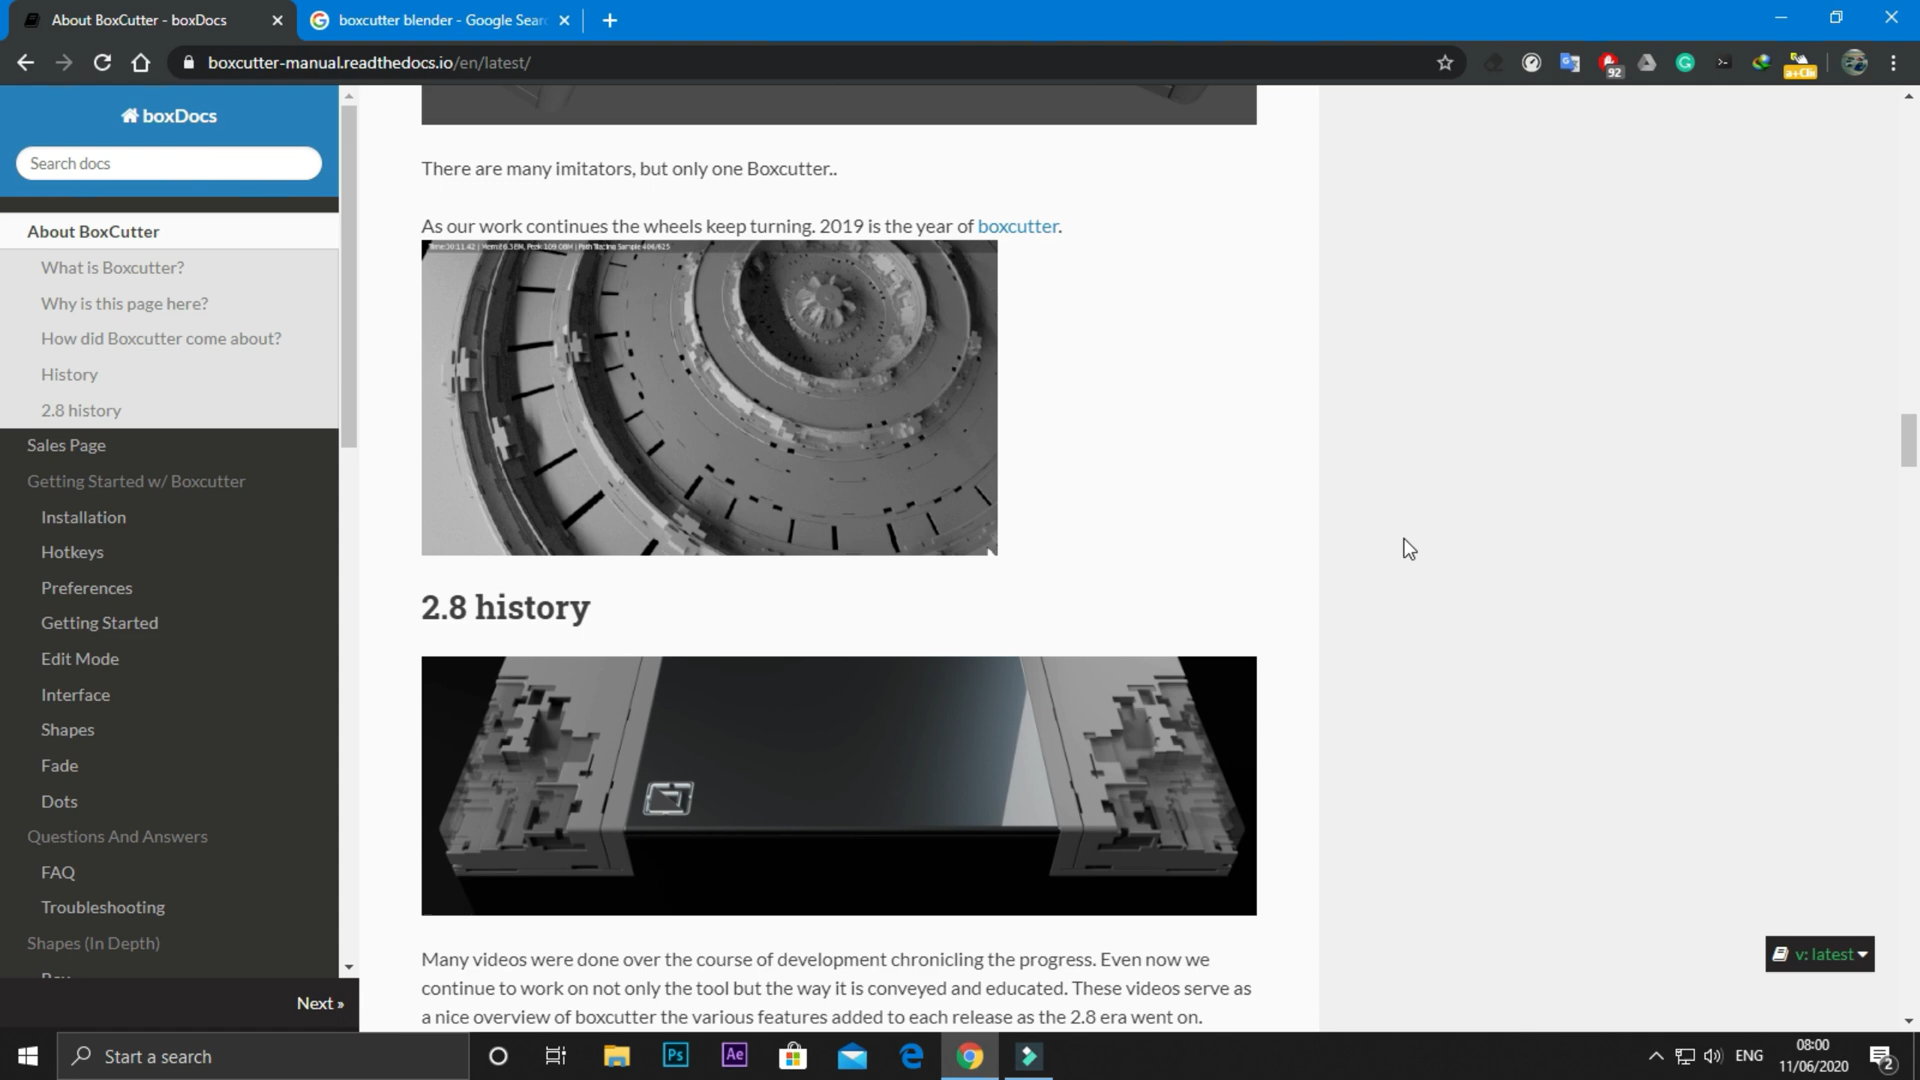 About BoxCutter - boxDocs
boxcutter blender - Google Sear
boxcutter-manual.readthedocs.io/en/latest/
92
a+Cli
boxDocs
Search docs
About BoxCutter
What is Boxcutter?
Why is this page here?
How did Boxcutter come about?
History
2.8 history
Sales Page
Getting Started w/ Boxcutter
Installation
Hotkeys
Preferences
Getting Started
Edit Mode
Interface
Shapes
Fade
Dots
Questions And Answers
FAQ
Troubleshooting
Shapes (In Depth)
Box
Next »
There are many imitators, but only one Boxcutter..
As our work continues the wheels keep turning. 2019 is the year of boxcutter.
2.8 history
Many videos were done over the course of development chronicling the progress. Even now we
continue to work on not only the tool but the way it is conveyed and educated. These videos serve as
a nice overview of boxcutter the various features added to each release as the 2.8 era went on.
v: latest
Start a search
Ps
Ae
ENG
08:00
11/06/2020
2